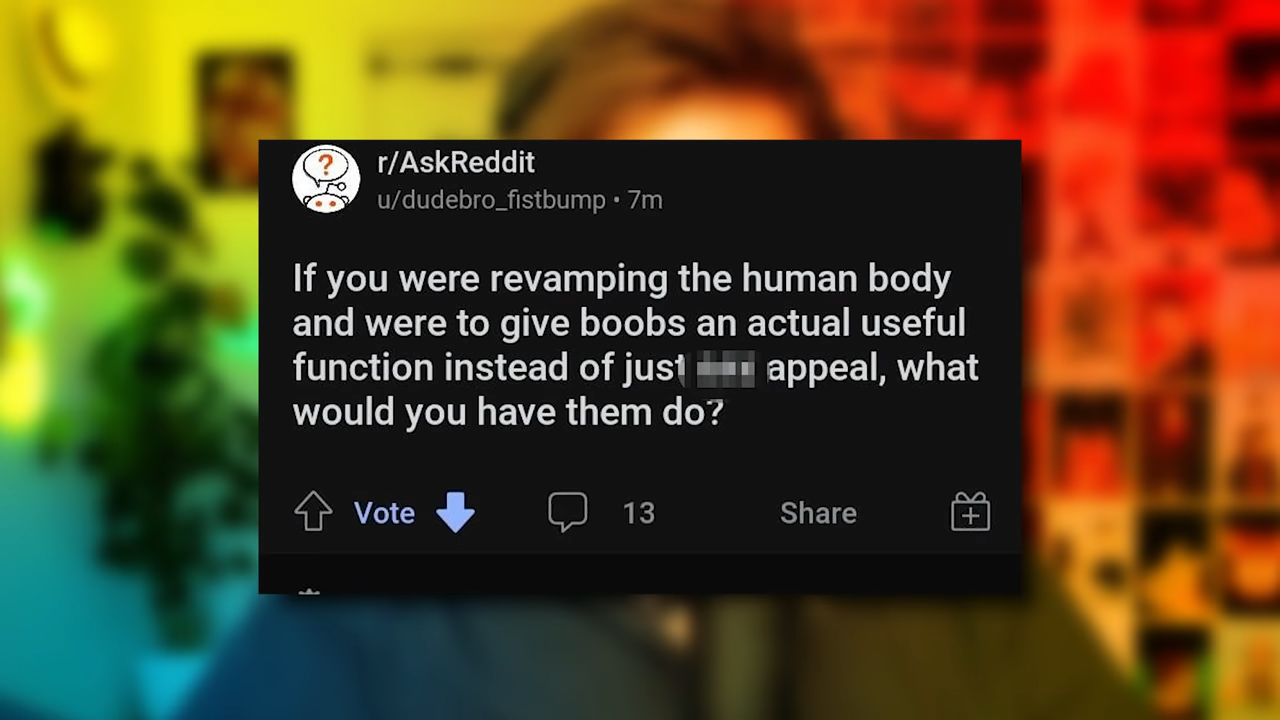 r/AskReddit
u/dudebro_fistbump • 7m
If you were revamping the human body
and were to give boobs an actual useful
function instead of just appeal, what
would you have them do?
Vote 13 Share